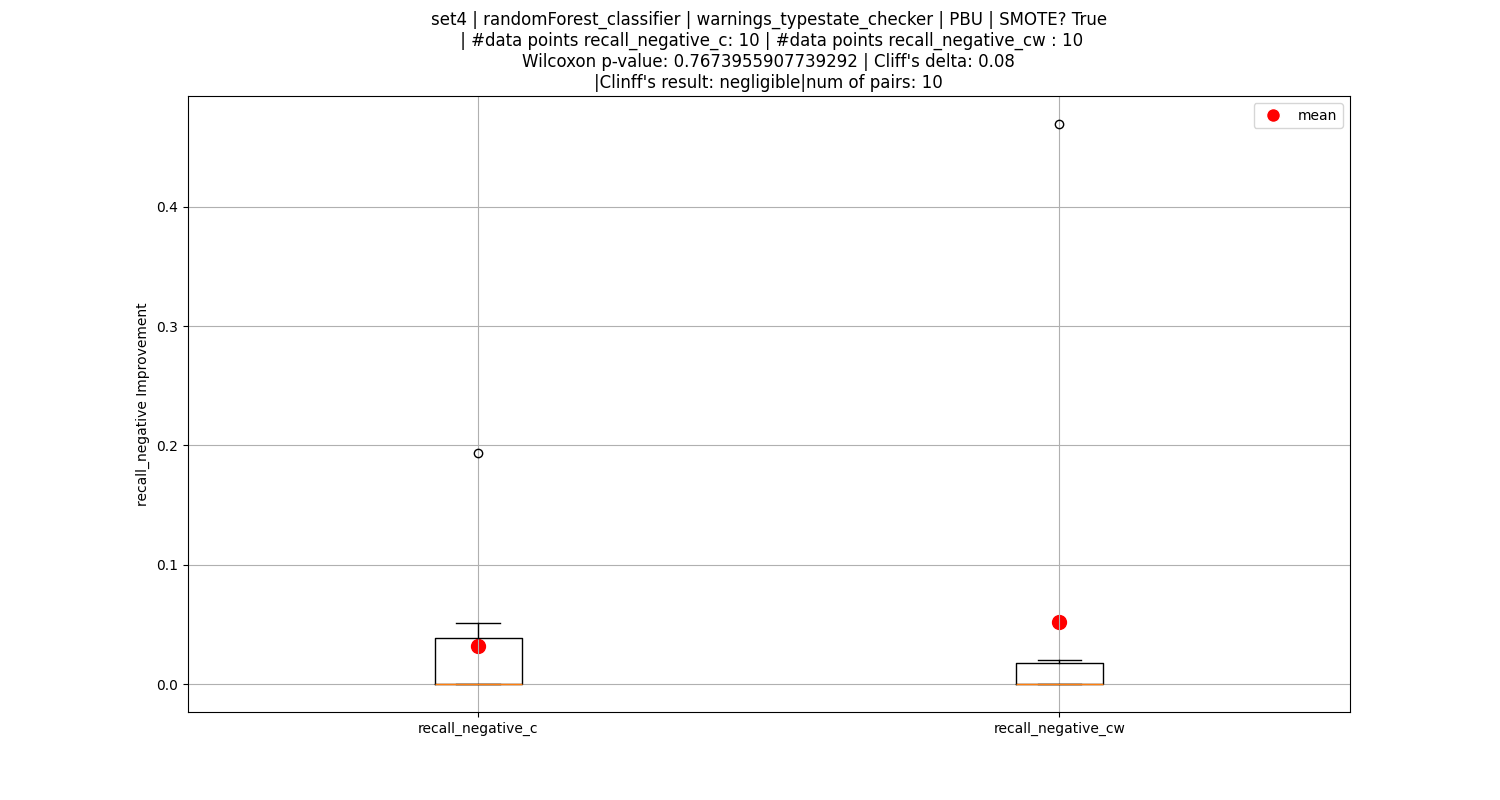 set4 | randomForest_classifier | warnings_typestate_checker | PBU | SMOTE? True
| #data points recall_negative_c: 10 | #data points recall_negative_cw : 10
Wilcoxon p-value: 0.7673955907739292 | Cliff's delta: 0.08
|Clinff's result: negligible|num of pairs: 10
mean
recall_negative Improvement
0.4
0.3
0.2
0.1
0.0
recall_negative_c
recall_negative_cw